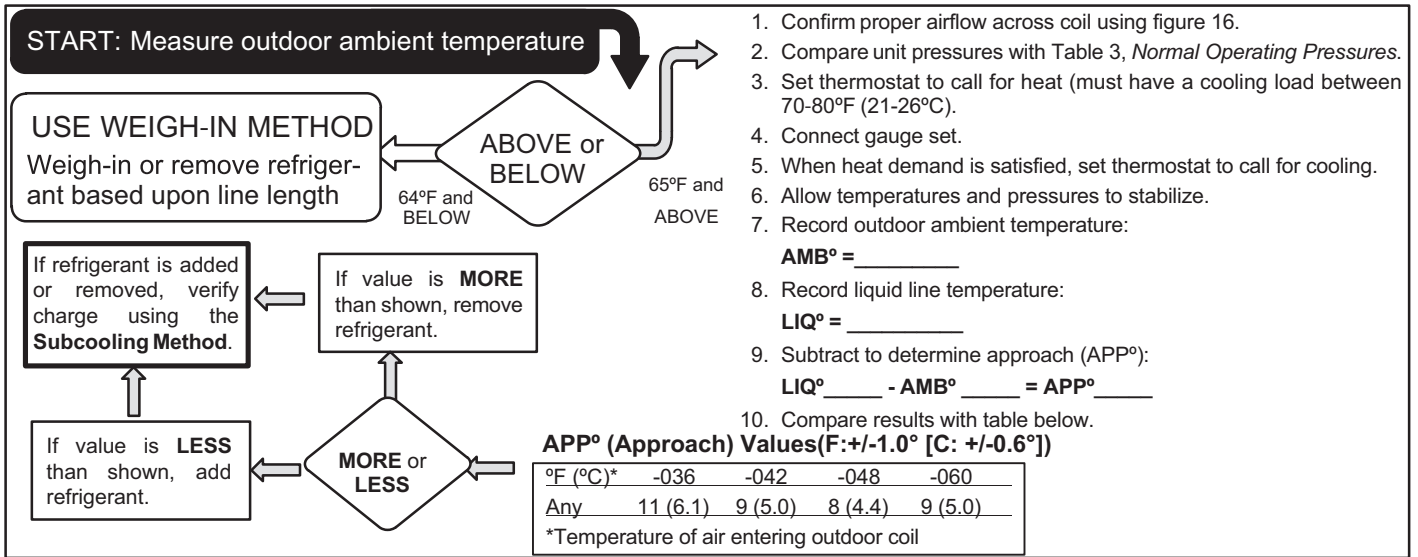 START: Measure outdoor ambient temperature
USE WEIGH-IN METHOD
Weigh-in or remove refriger-
ant based upon line length
ABOVE or
BELOW
64ºF and
BELOW
65ºF and
ABOVE
1. Confirm proper airflow across coil using figure 16.
2. Compare unit pressures with Table 3, Normal Operating Pressures.
3. Set thermostat to call for heat (must have a cooling load between
70-80ºF (21-26ºC).
4. Connect gauge set.
5. When heat demand is satisfied, set thermostat to call for cooling.
6. Allow temperatures and pressures to stabilize.
7. Record outdoor ambient temperature:
AMBº =_________
8. Record liquid line temperature:
LIQº = __________
9. Subtract to determine approach (APPº):
LIQº_____ - AMBº _____ = APPº_____
10. Compare results with table below.
APPº (Approach) Values(F:+/-1.0° [C: +/-0.6°])
ºF (ºC)* -036 -042 -048 -060
Any 11 (6.1) 9 (5.0) 8 (4.4) 9 (5.0)
*Temperature of air entering outdoor coil
MORE or
LESS
If value is MORE
than shown, remove
refrigerant.
If value is LESS
than shown, add
refrigerant.
If refrigerant is added
or removed, verify
charge using the
Subcooling Method.